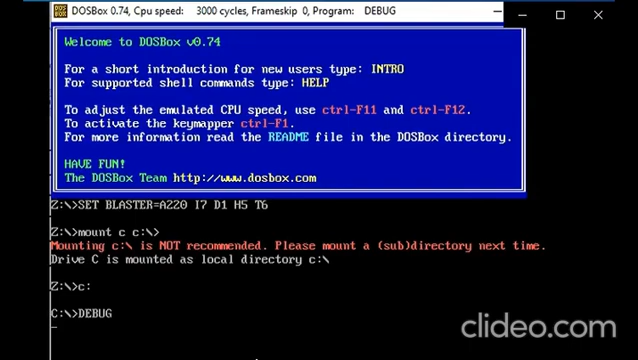 DOSBox 0.74, Cpu speed: 3000 cycles, Frameskip 0, Program: DEBUG
Welcome to DOSBox v0.74
For a short introduction for new users type: INTRO
For supported shell commands type: HELP
To adjust the emulated CPU speed, use ctrl-F11 and ctrl-F12.
To activate the keymapper ctrl-F1.
For more information read the README file in the DOSBox directory.
HAVE FUN!
The DOSBox Team http://www.dosbox.com
Z:\>SET BLASTER=A220 I7 D1 H5 T6
Z:\>mount c c:\>
Mounting c:\ is NOT recommended. Please mount a (sub)directory next time.
Drive C is mounted as local directory c:\
Z:\>c:
C:\>DEBUG
-
clideo.com